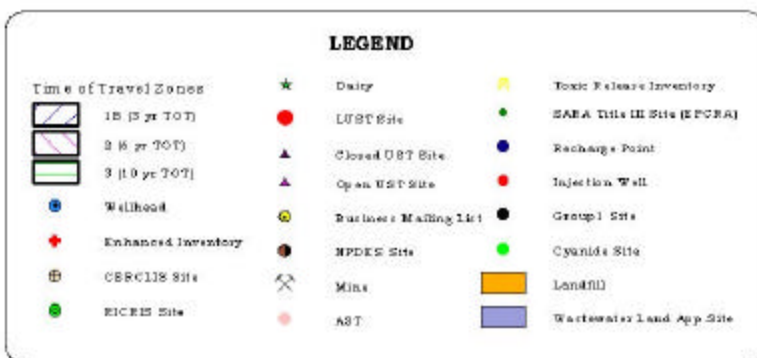 LEGEND
Time of Travel Zones
1B (3 yr TOT)
2 (6 yr TOT)
3 (10 yr TOT)
Wellhead
Enhanced Inventory
CERCLIS Site
RICRIS Site
Dairy
LUST Site
Closed UST Site
Open UST Site
Business Mailing List
NPDES Site
Mine
AST
Toxic Release Inventory
SARA Title III Site (EPCRA)
Recharge Point
Injection Well
Group1 Site
Cyanide Site
Landfill
Wastewater Land App. Site